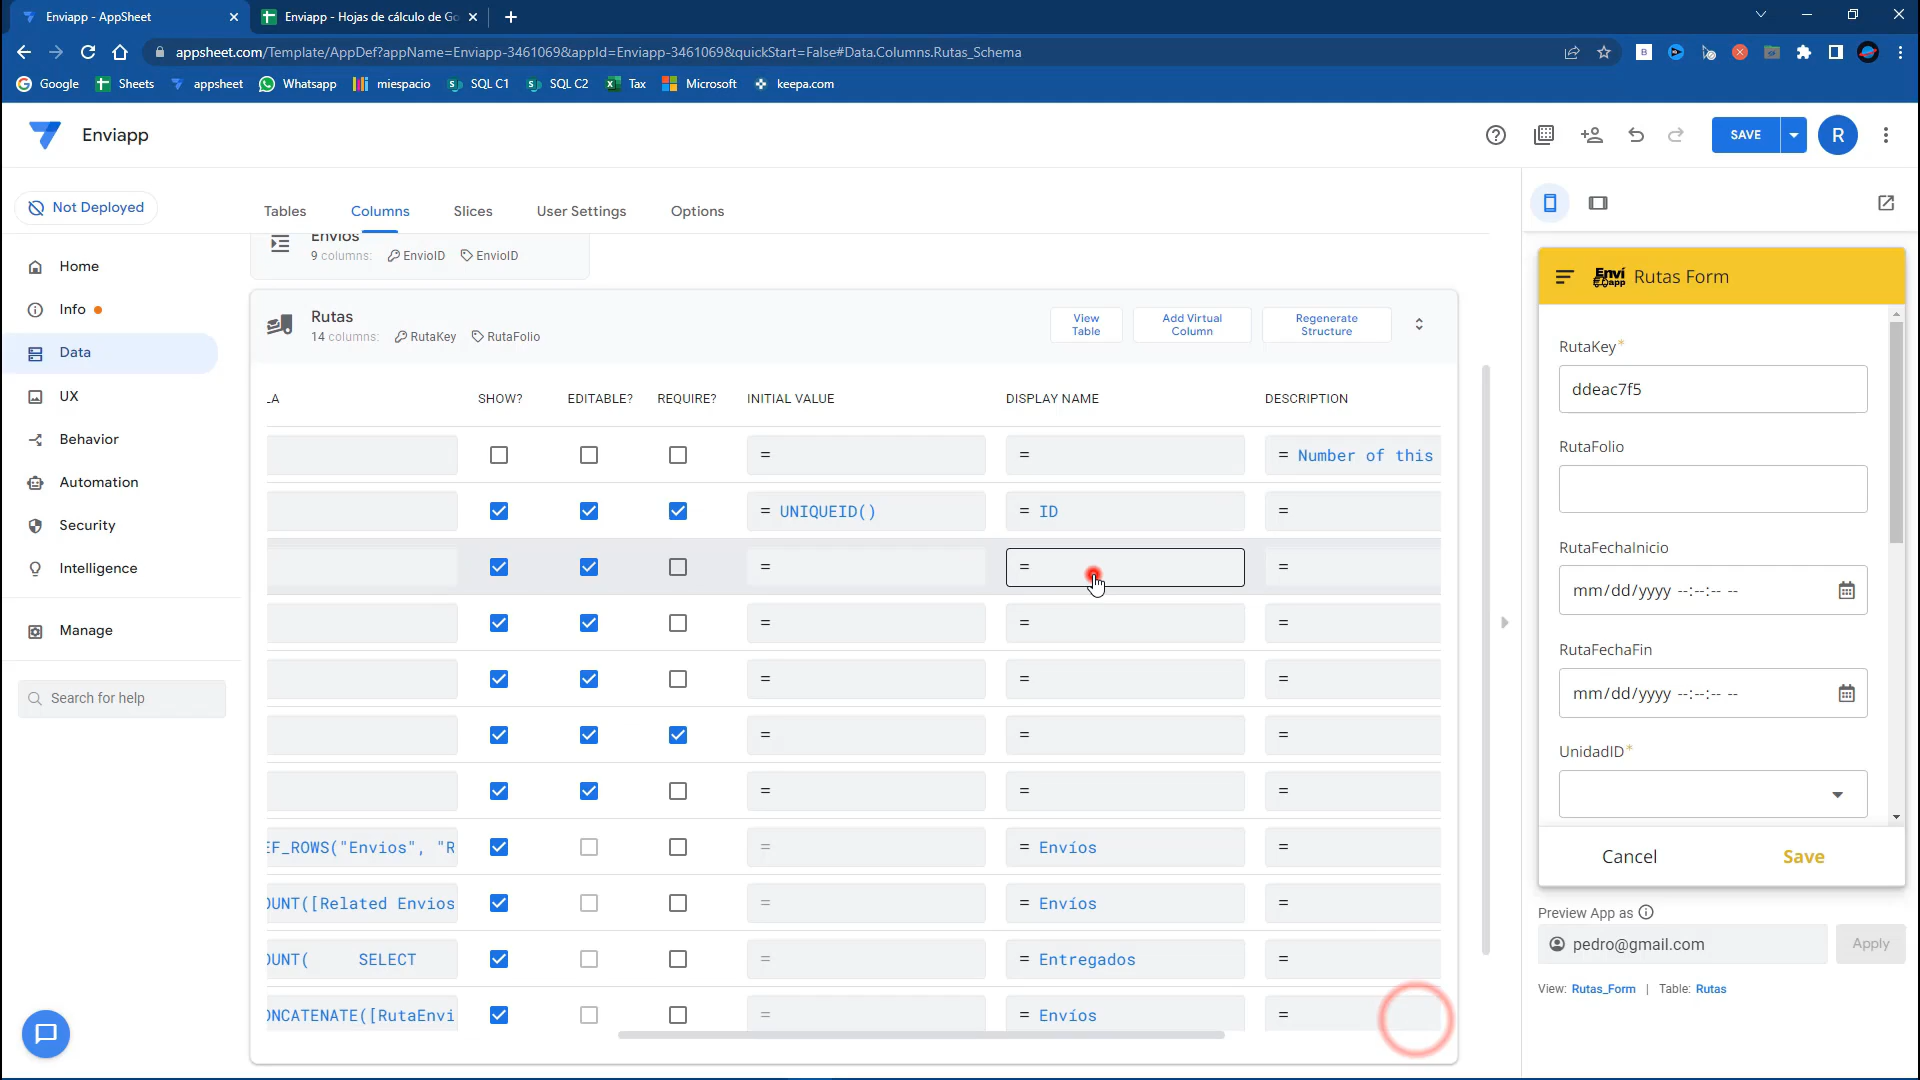 Enviapp - AppSheet
Enviapp - Hojas de cálculo de Go
appsheet.com/Template/AppDef?appName=Enviapp-3461069&appId=Enviapp-3461069&quickStart=False#Data.Columns.Rutas_Schema
Google Sheets appsheet Whatsapp miespacio SQL C1 SQL C2 Tax Microsoft keepa.com
Enviapp
SAVE
R
Not Deployed
Tables Columns Slices User Settings Options
Home
Info
Data
UX
Behavior
Automation
Security
Intelligence
Manage
Search for help
Envios
9 columns: EnvioID EnvioID
Rutas
14 columns: RutaKey RutaFolio
View Table
Add Virtual Column
Regenerate Structure
LA SHOW? EDITABLE? REQUIRE? INITIAL VALUE DISPLAY NAME DESCRIPTION
= = = Number of this
= UNIQUEID() = ID =
= = =
= = =
= = =
= = =
= = =
EF_ROWS("Envios", "R = = Envíos =
OUNT([Related Envios = = Envíos =
OUNT( SELECT = = Entregados =
ONCATENATE([RutaEnvi = = Envíos =
Enví app Rutas Form
RutaKey*
ddeac7f5
RutaFolio
RutaFechaInicio
mm/dd/yyyy --:--:-- --
RutaFechaFin
mm/dd/yyyy --:--:-- --
UnidadID*
Cancel Save
Preview App as
pedro@gmail.com Apply
View: Rutas_Form | Table: Rutas